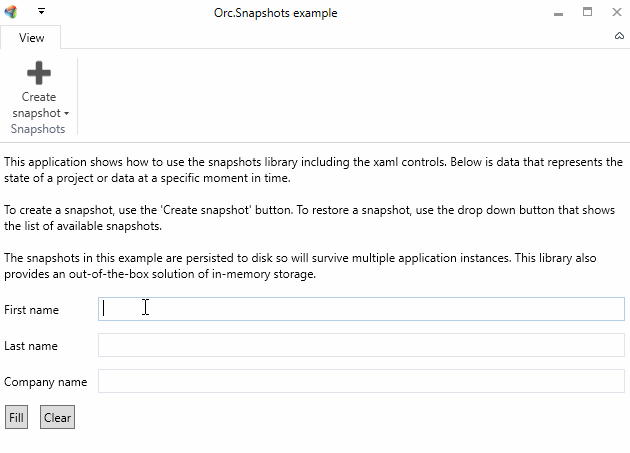 Orc.Snapshots example
View
Create
snapshot
Snapshots
This application shows how to use the snapshots library including the xaml controls. Below is data that represents the
state of a project or data at a specific moment in time.
To create a snapshot, use the 'Create snapshot' button. To restore a snapshot, use the drop down button that shows
the list of available snapshots.
The snapshots in this example are persisted to disk so will survive multiple application instances. This library also
provides an out-of-the-box solution of in-memory storage.
First name
Last name
Company name
Fill Clear